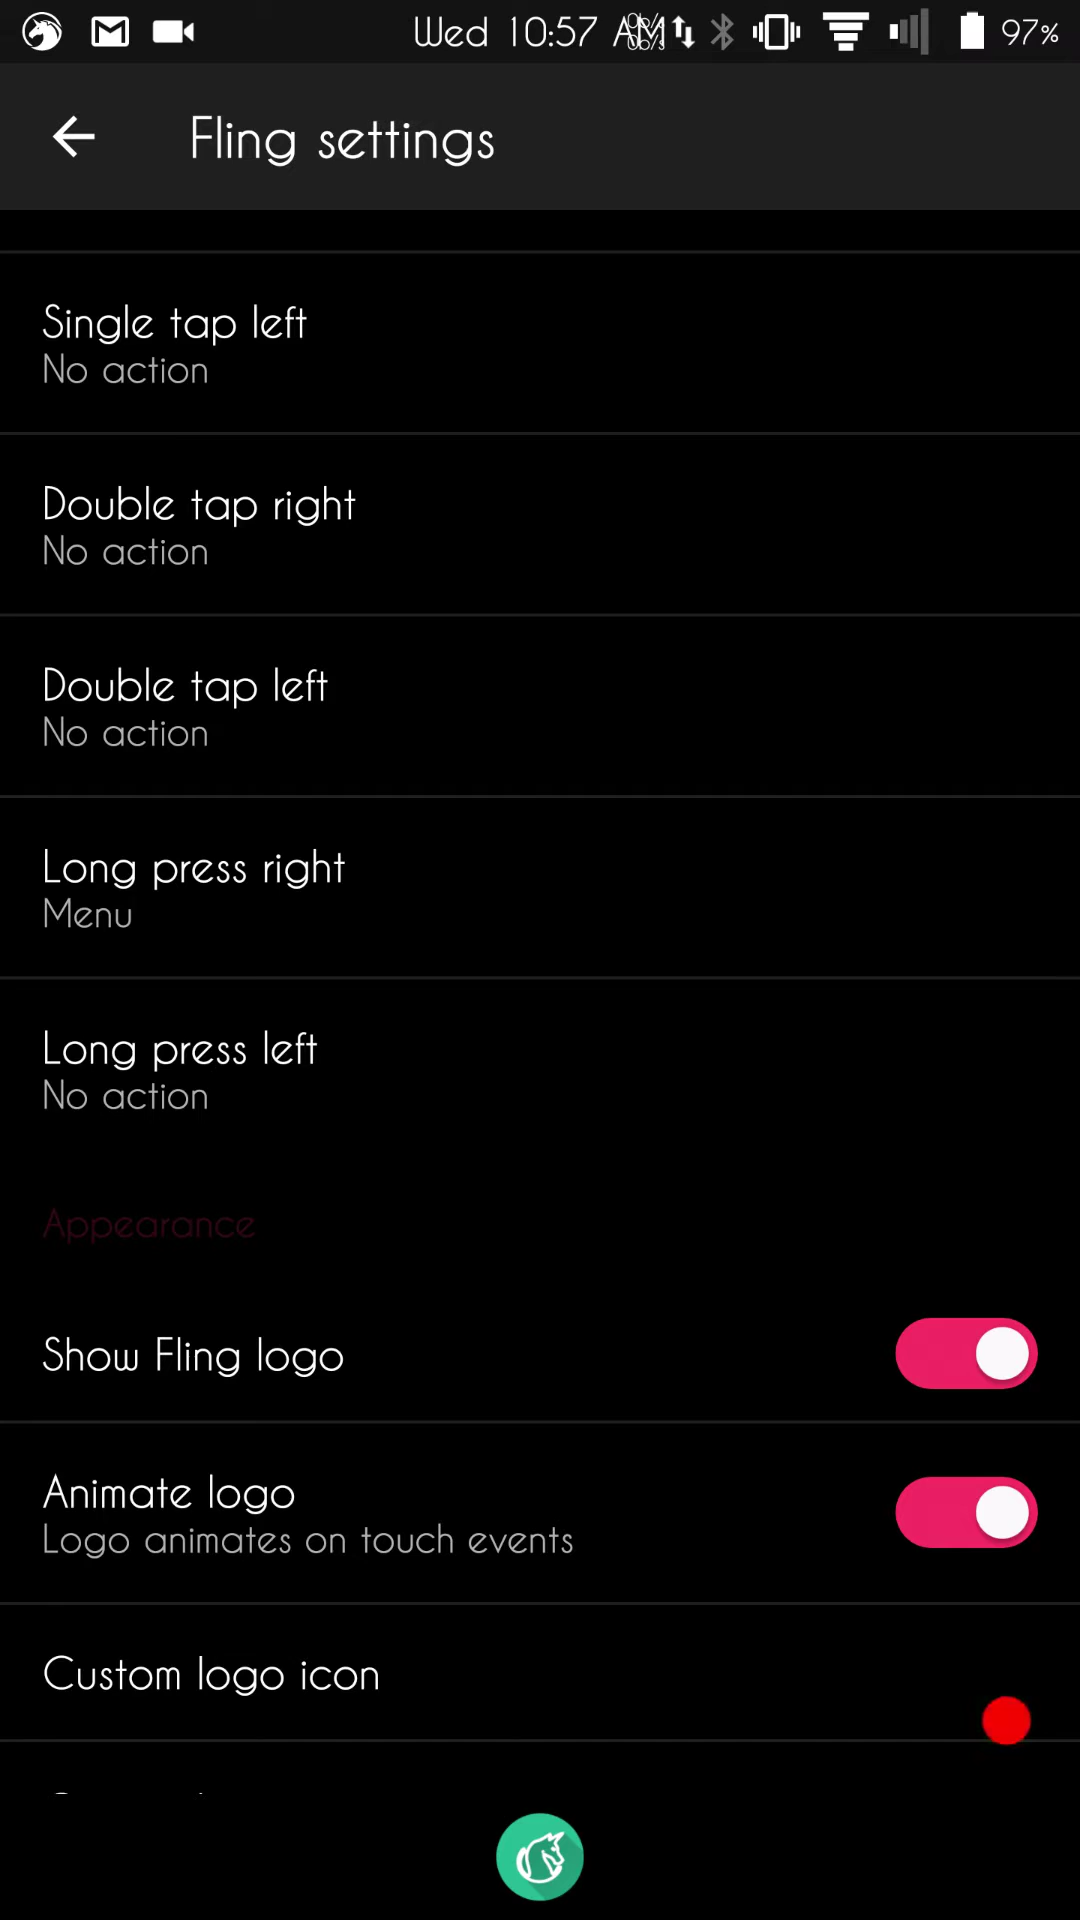 Wed 10:57 AM 97%
Fling settings
Single tap left
No action
Double tap right
No action
Double tap left
No action
Long press right
Menu
Long press left
No action
Appearance
Show Fling logo
Animate logo
Logo animates on touch events
Custom logo icon